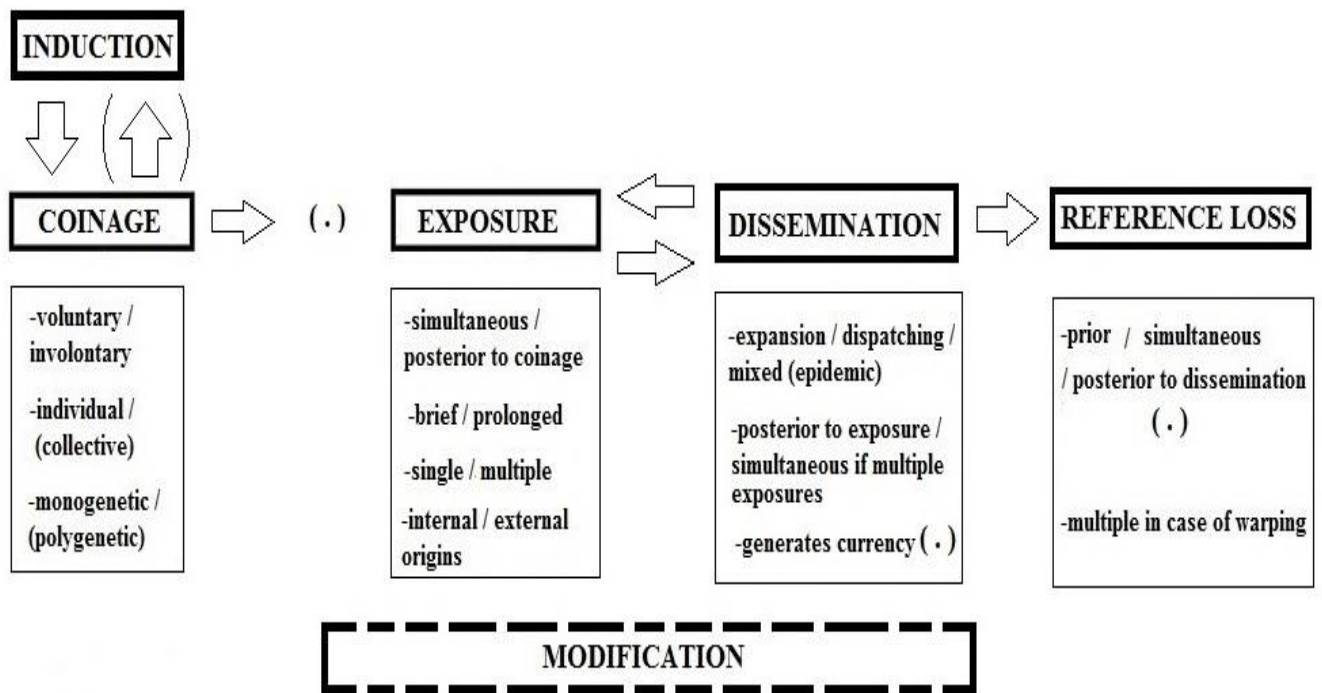 INDUCTION
COINAGE
(.)
EXPOSURE
DISSEMINATION
REFERENCE LOSS
-voluntary /
involontary
-individual /
(collective)
-monogenetic /
(polygenetic)
-simultaneous /
posterior to coinage
-brief / prolonged
-single / multiple
-internal / external
origins
-expansion / dispatching /
mixed (epidemic)
-posterior to exposure /
simultaneous if multiple
exposures
-generates currency (.)
-prior / simultaneous
/ posterior to dissemination
(.)
-multiple in case of warping
MODIFICATION